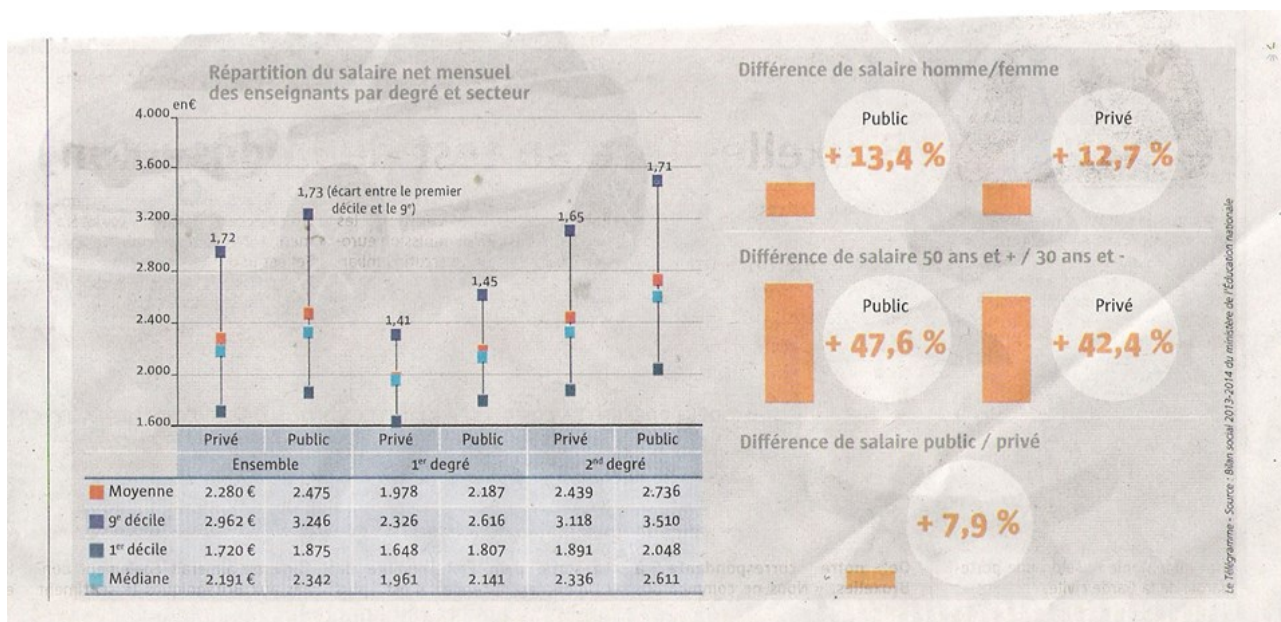 Répartition du salaire net mensuel
des enseignants par degré et secteur
en€
4.000
3.600
3.200
2.800
2.400
2.000
1.600
1,72
1,73 (écart entre le premier
décile et le 9e)
1,41
1,45
1,65
1,71
Privé Public Privé Public Privé Public
Ensemble 1er degré 2nd degré
Moyenne 2.280 € 2.475 1.978 2.187 2.439 2.736
9e décile 2.962 € 3.246 2.326 2.616 3.118 3.510
1er décile 1.720 € 1.875 1.648 1.807 1.891 2.048
Médiane 2.191 € 2.342 1.961 2.141 2.336 2.611
Différence de salaire homme/femme
Public Privé
+ 13,4 % + 12,7 %
Différence de salaire 50 ans et + / 30 ans et -
Public Privé
+ 47,6 % + 42,4 %
Différence de salaire public / privé
+ 7,9 %
Le Télégramme - Source : Bilan social 2013-2014 du ministère de l'Éducation nationale